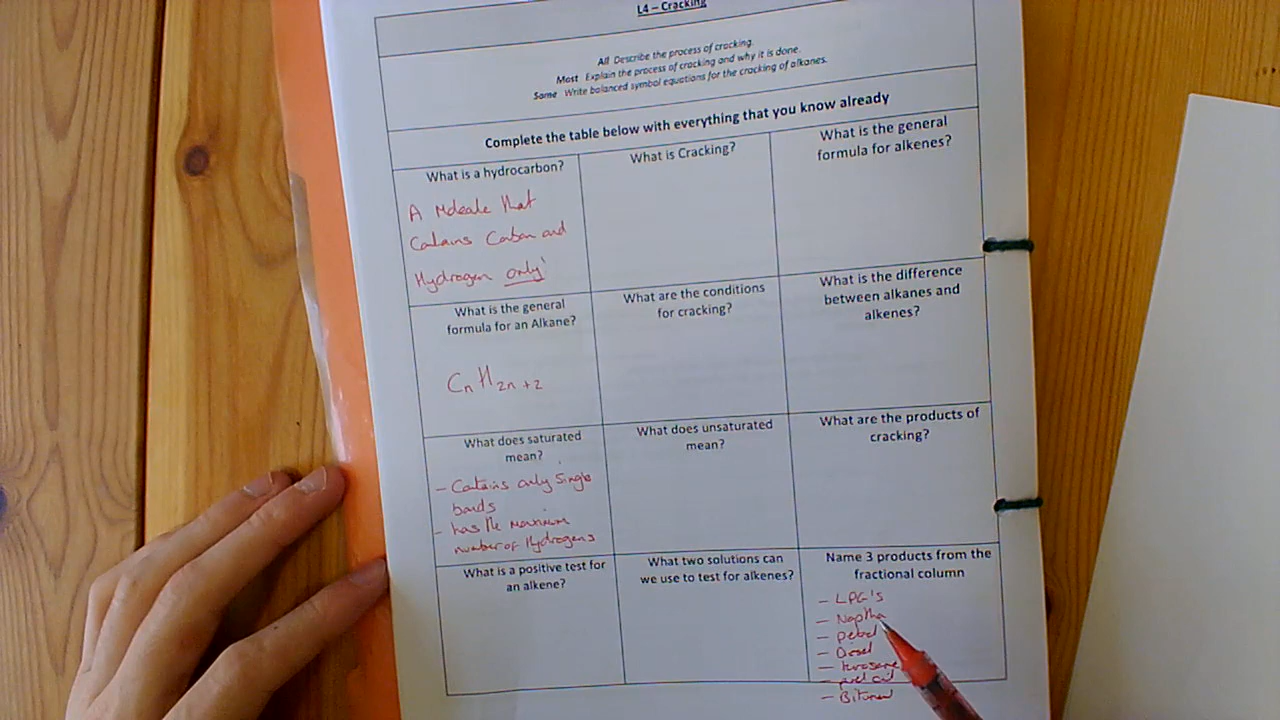 L4 – Cracking
All Describe the process of cracking.
Most Explain the process of cracking and why it is done.
Some Write balanced symbol equations for the cracking of alkanes.
Complete the table below with everything that you know already
What is a hydrocarbon?
A Molecule that
Contains Carbon and
Hydrogen only
What is Cracking?
What is the general
formula for alkenes?
What is the general
formula for an Alkane?
CnH2n+2
What are the conditions
for cracking?
What is the difference
between alkanes and
alkenes?
What does saturated
mean?
- Contains only Single
bonds
- has the maximum
number of Hydrogens
What does unsaturated
mean?
What are the products of
cracking?
What is a positive test for
an alkene?
What two solutions can
we use to test for alkenes?
Name 3 products from the
fractional column
- LPG's
- Naptha
- petrol
- Diesel
- kerosene
- fuel oil
- Bitumen